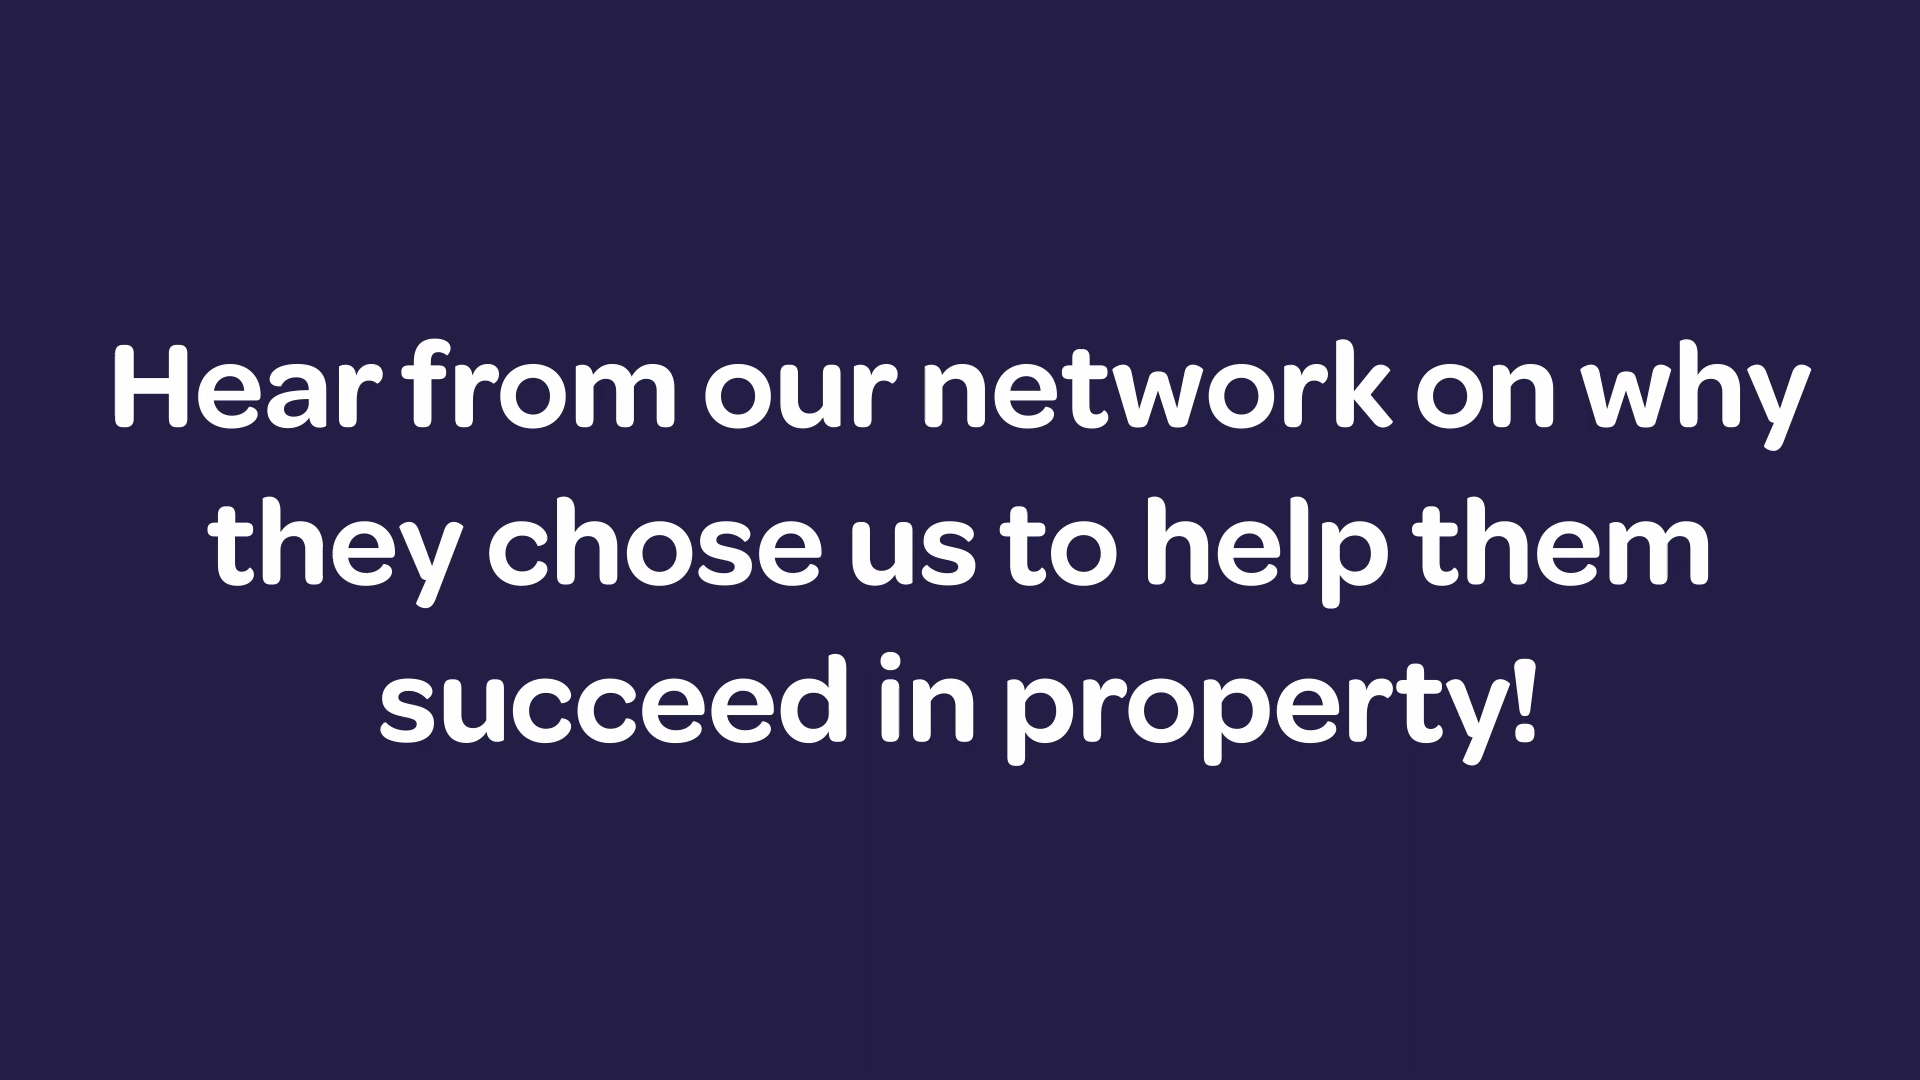 Hear from our network on why
they chose us to help them
succeed in property!